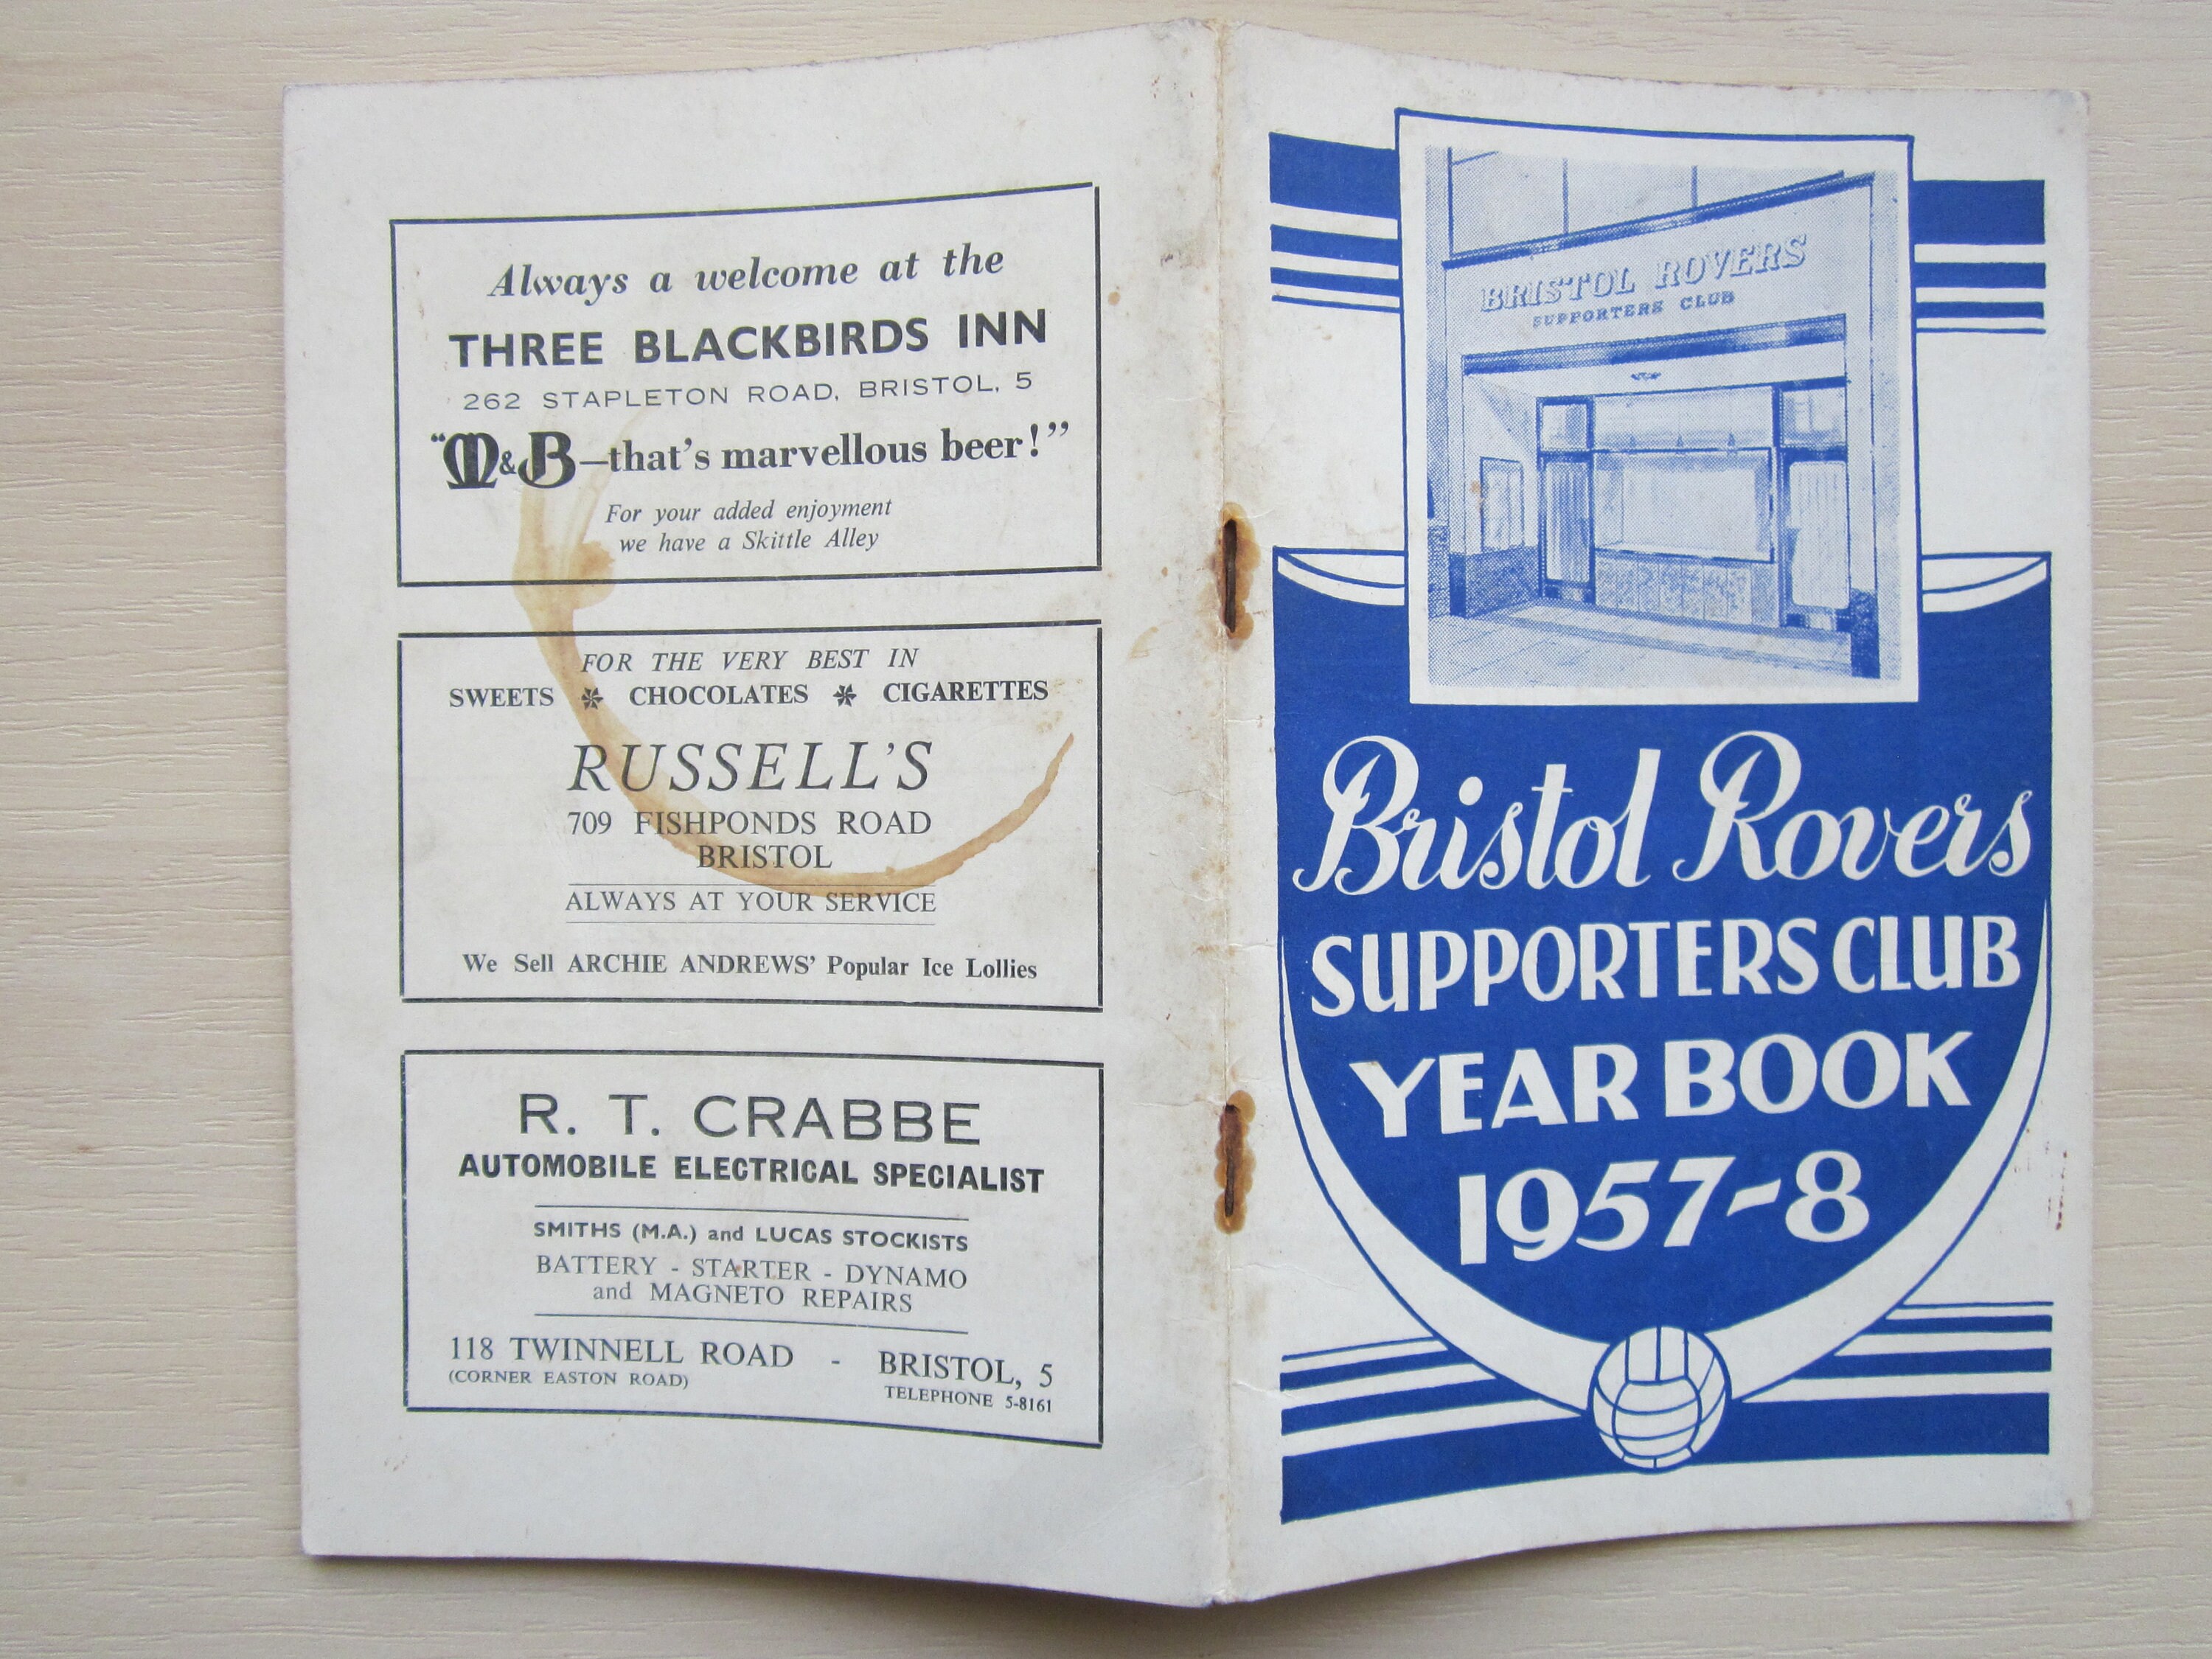 Always a welcome at the
THREE BLACKBIRDS INN
262 STAPLETON ROAD, BRISTOL, 5
"M&B—that's marvellous beer!"
For your added enjoyment
we have a Skittle Alley
FOR THE VERY BEST IN
SWEETS * CHOCOLATES * CIGARETTES
RUSSELL'S
709 FISHPONDS ROAD
BRISTOL
ALWAYS AT YOUR SERVICE
We Sell ARCHIE ANDREWS' Popular Ice Lollies
R. T. CRABBE
AUTOMOBILE ELECTRICAL SPECIALIST
SMITHS (M.A.) and LUCAS STOCKISTS
BATTERY - STARTER - DYNAMO
and MAGNETO REPAIRS
118 TWINNELL ROAD - BRISTOL, 5
(CORNER EASTON ROAD)
TELEPHONE 5-8161
BRISTOL ROVERS
SUPPORTERS CLUB
Bristol Rovers
SUPPORTERS CLUB
YEAR BOOK
1957-8